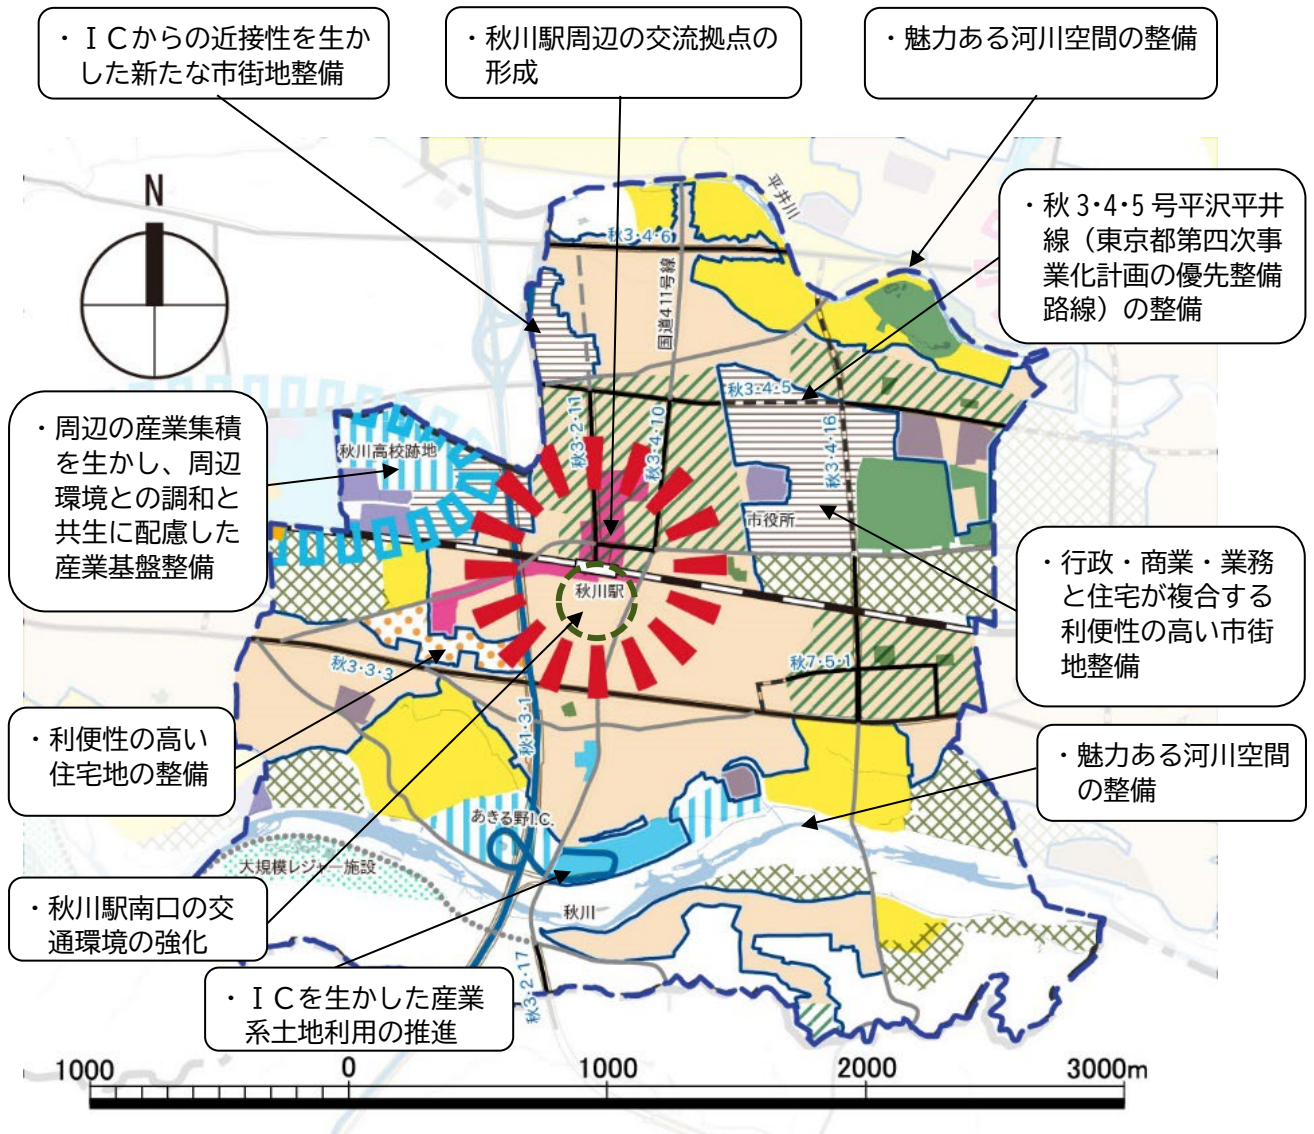 ・ＩＣからの近接性を生か
した新たな市街地整備
・秋川駅周辺の交流拠点の
形成
・魅力ある河川空間の整備
N
平井川
・秋3・4・5号平沢平井
線（東京都第四次事
業化計画の優先整備
路線）の整備
秋3・4・6
国道411号線
秋3・4・5
秋3・2・11
秋3・4・10
秋3・4・16
・周辺の産業集積
を生かし、周辺
環境との調和と
共生に配慮した
産業基盤整備
秋川高校跡地
市役所
・行政・商業・業務
と住宅が複合する
利便性の高い市街
地整備
秋川駅
秋3・3・3
秋7・5・1
秋1・3・1
・利便性の高い
住宅地の整備
・魅力ある河川空間
の整備
あきる野I.C.
大規模レジャー施設
秋川
・秋川駅南口の交
通環境の強化
秋3・2・17
・ＩＣを生かした産業
系土地利用の推進
1000 0 1000 2000 3000m